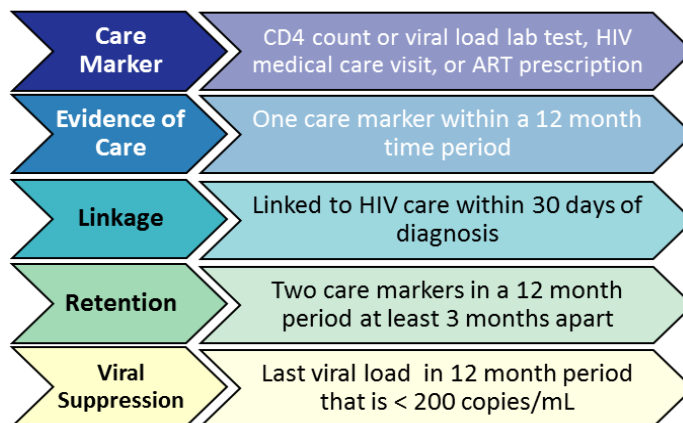 Care
Marker
CD4 count or viral load lab test, HIV
medical care visit, or ART prescription
Evidence of
Care
One care marker within a 12 month
time period
Linkage
Linked to HIV care within 30 days of
diagnosis
Retention
Two care markers in a 12 month
period at least 3 months apart
Viral
Suppression
Last viral load in 12 month period
that is < 200 copies/mL